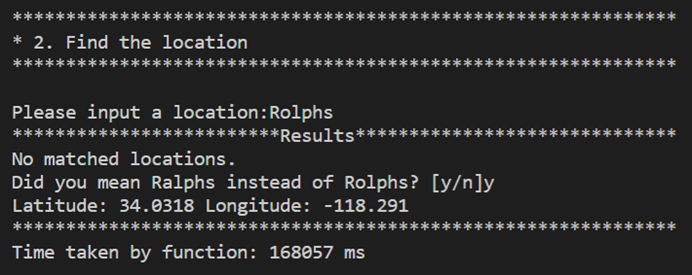 **************************************************************
* 2. Find the location
**************************************************************
Please input a location:Rolphs
*************************Results******************************
No matched locations.
Did you mean Ralphs instead of Rolphs? [y/n]y
Latitude: 34.0318 Longitude: -118.291
**************************************************************
Time taken by function: 168057 ms